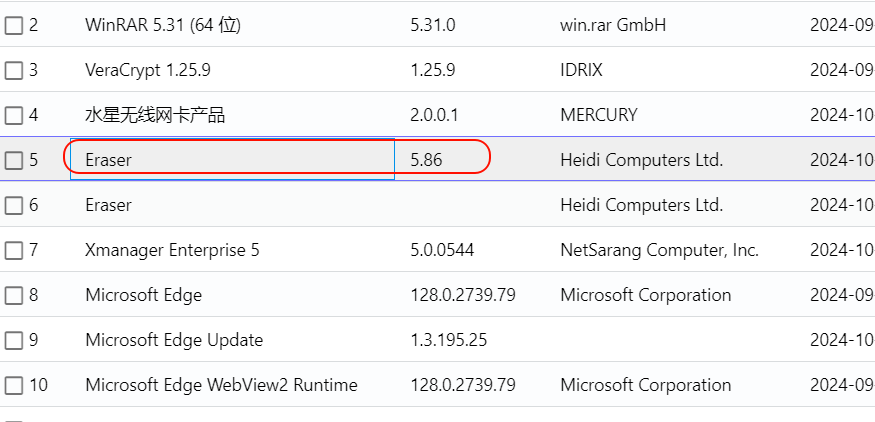 2 WinRAR 5.31 (64 位) 5.31.0 win.rar GmbH 2024-09
3 VeraCrypt 1.25.9 1.25.9 IDRIX 2024-09
4 水星无线网卡产品 2.0.0.1 MERCURY 2024-10
5 Eraser 5.86 Heidi Computers Ltd. 2024-10
6 Eraser Heidi Computers Ltd. 2024-10
7 Xmanager Enterprise 5 5.0.0544 NetSarang Computer, Inc. 2024-10
8 Microsoft Edge 128.0.2739.79 Microsoft Corporation 2024-09
9 Microsoft Edge Update 1.3.195.25 2024-10
10 Microsoft Edge WebView2 Runtime 128.0.2739.79 Microsoft Corporation 2024-09